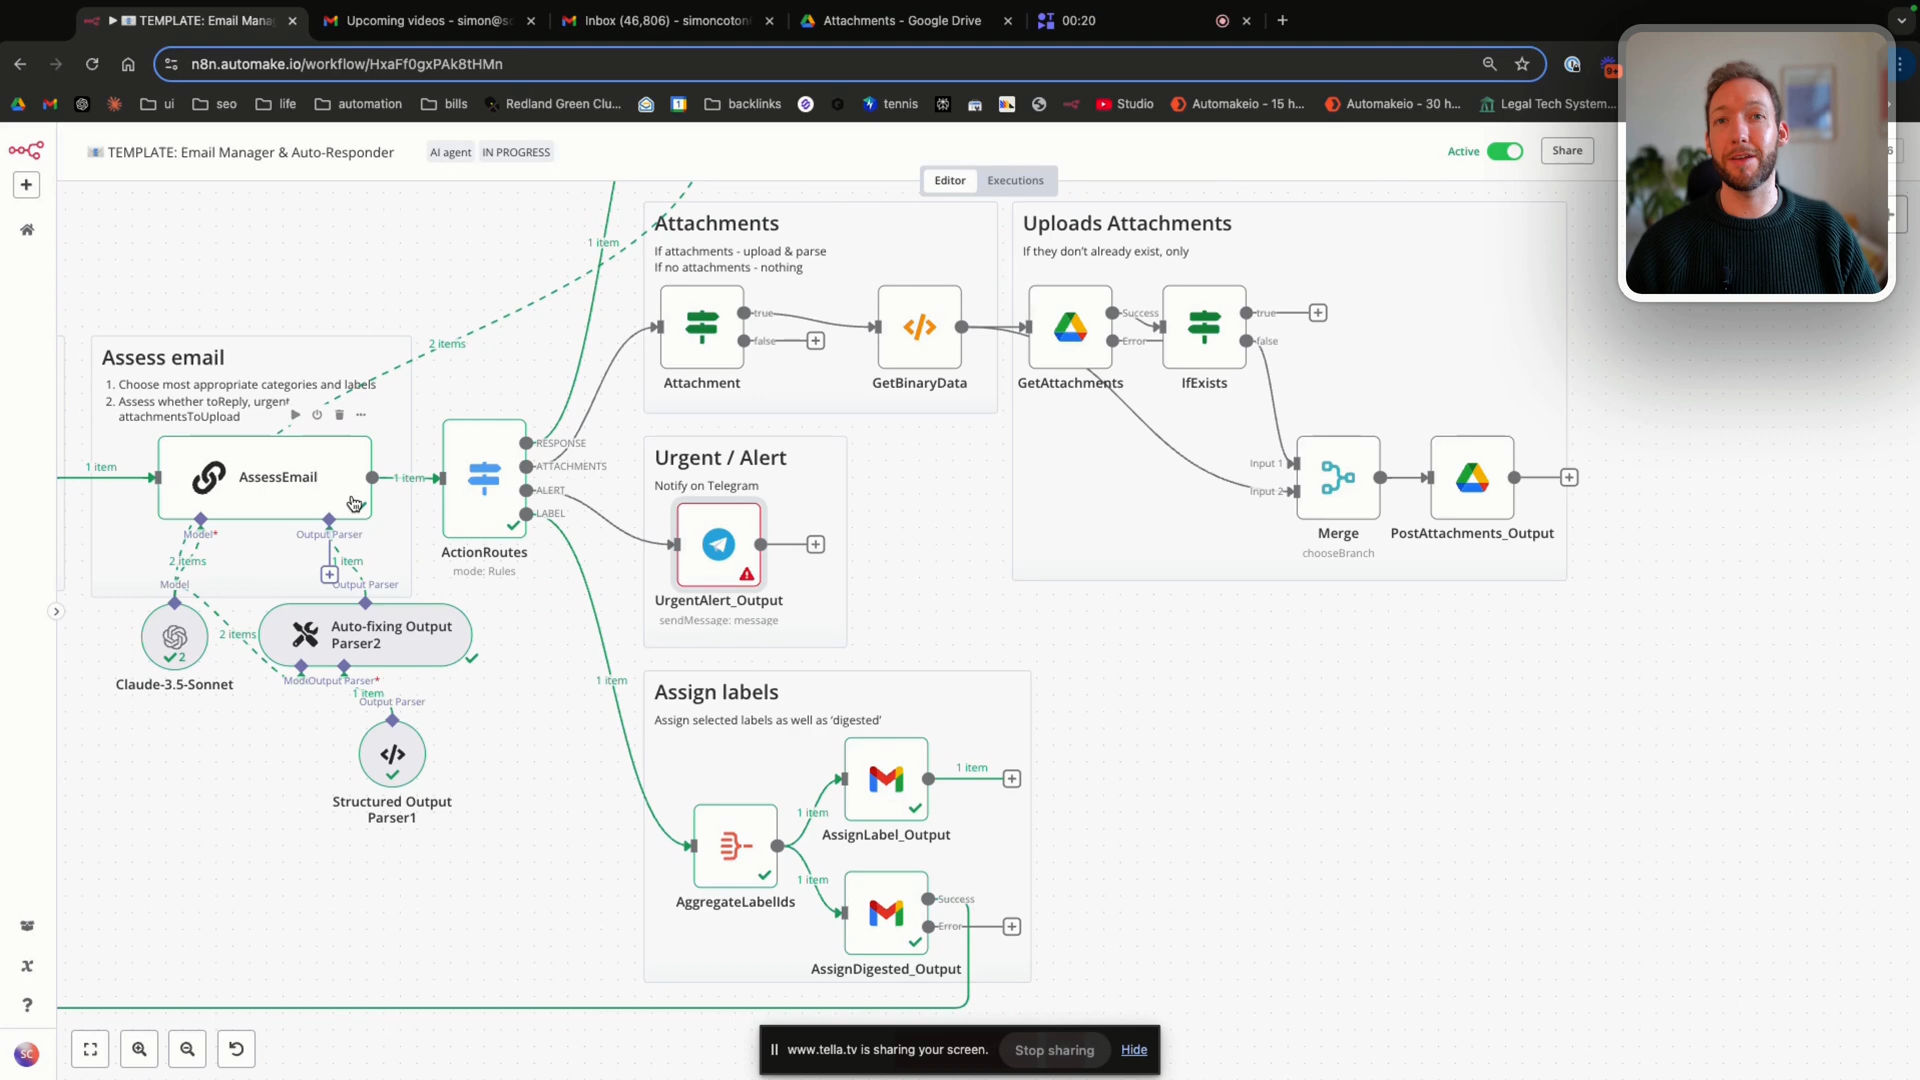 TEMPLATE: Email Mana
Upcoming videos - simon@s
Inbox (46,806) - simoncoton
Attachments - Google Drive
00:20
n8n.automake.io/workflow/HxaFf0gxPAk8tHMn
ui
seo
life
automation
bills
Redland Green Clu...
backlinks
tennis
Studio
Automakeio - 15 h...
Automakeio - 30 h...
Legal Tech System...
TEMPLATE: Email Manager & Auto-Responder
AI agent
IN PROGRESS
Active
Share
Editor
Executions
Attachments
If attachments - upload & parse
If no attachments - nothing
true
false
Attachment
GetBinaryData
Uploads Attachments
If they don't already exist, only
Success
Error
GetAttachments
true
false
IfExists
Input 1
Input 2
Merge
chooseBranch
PostAttachments_Output
1 item
2 items
Assess email
1. Choose most appropriate categories and labels
2. Assess whether toReply, urgent
attachmentsToUpload
1 item
AssessEmail
1 item
Model*
Output Parser
2 items
1 item
Model
Output Parser
2 items
2
Claude-3.5-Sonnet
Auto-fixing Output
Parser2
Output Parser*
1 item
Output Parser
Structured Output
Parser1
RESPONSE
ATTACHMENTS
ALERT
LABEL
ActionRoutes
mode: Rules
Urgent / Alert
Notify on Telegram
UrgentAlert_Output
sendMessage: message
1 item
Assign labels
Assign selected labels as well as 'digested'
AggregateLabelIds
1 item
1 item
1 item
AssignLabel_Output
Success
Error
AssignDigested_Output
SC
www.tella.tv is sharing your screen.
Stop sharing
Hide